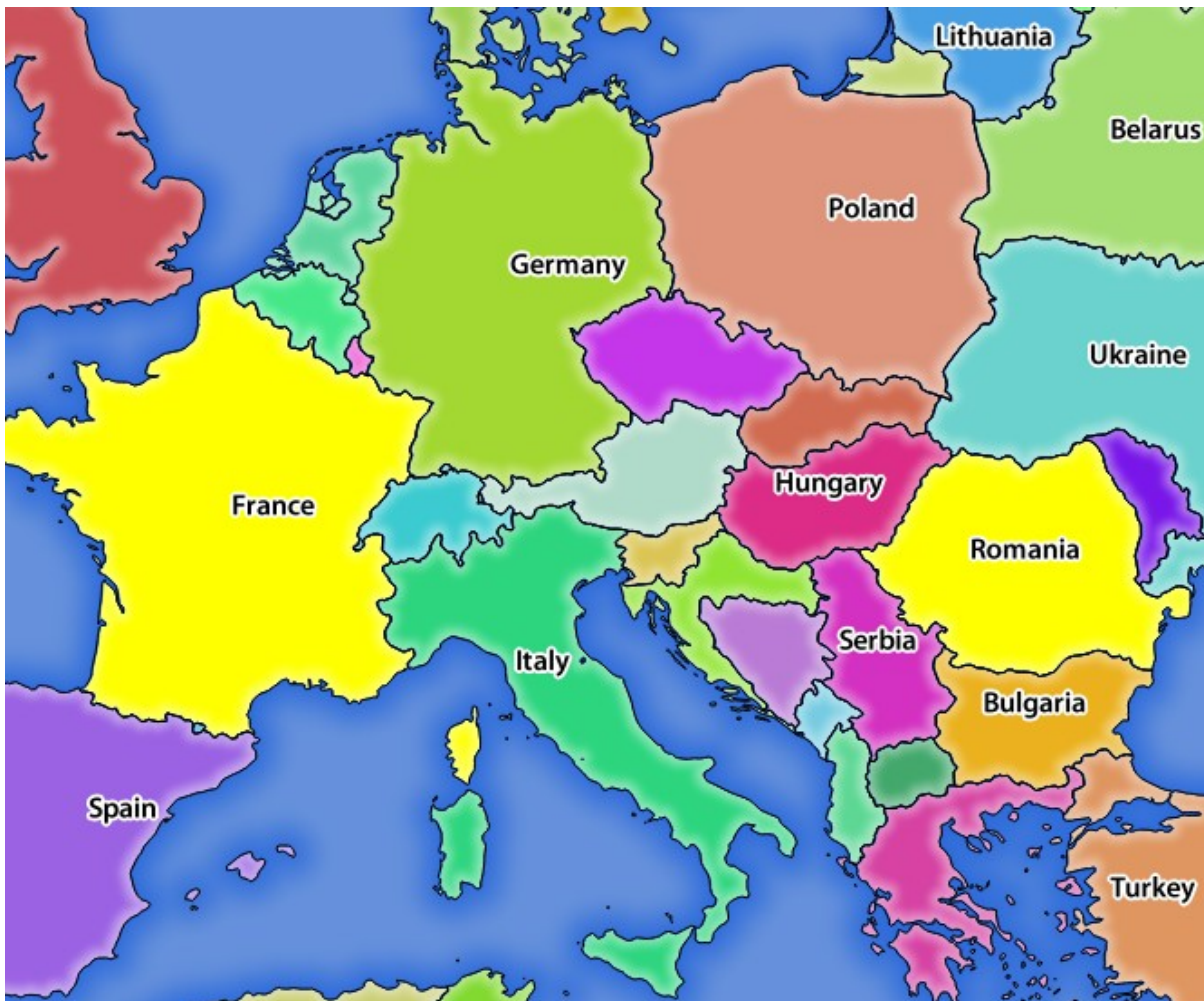 Lithuania
Belarus
Poland
Germany
Ukraine
Hungary
France
Romania
Serbia
Italy
Bulgaria
Spain
Turkey